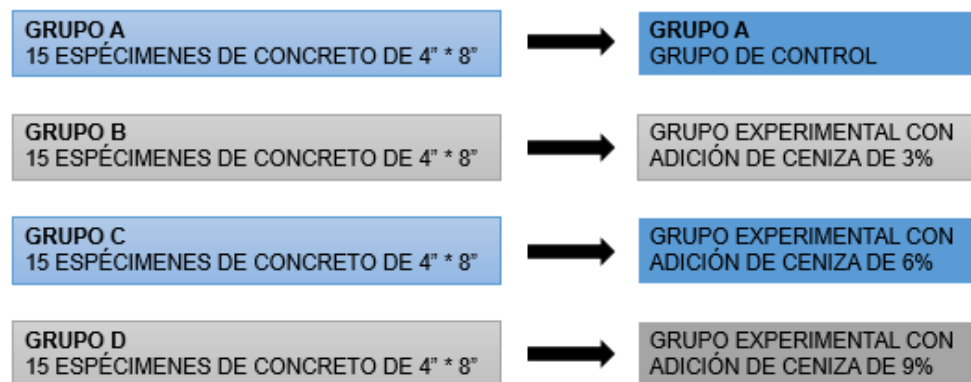 GRUPO A
15 ESPÉCIMENES DE CONCRETO DE 4” * 8”
GRUPO A
GRUPO DE CONTROL
GRUPO B
15 ESPÉCIMENES DE CONCRETO DE 4” * 8”
GRUPO EXPERIMENTAL CON
ADICIÓN DE CENIZA DE 3%
GRUPO C
15 ESPÉCIMENES DE CONCRETO DE 4” * 8”
GRUPO EXPERIMENTAL CON
ADICIÓN DE CENIZA DE 6%
GRUPO D
15 ESPÉCIMENES DE CONCRETO DE 4” * 8”
GRUPO EXPERIMENTAL CON
ADICIÓN DE CENIZA DE 9%